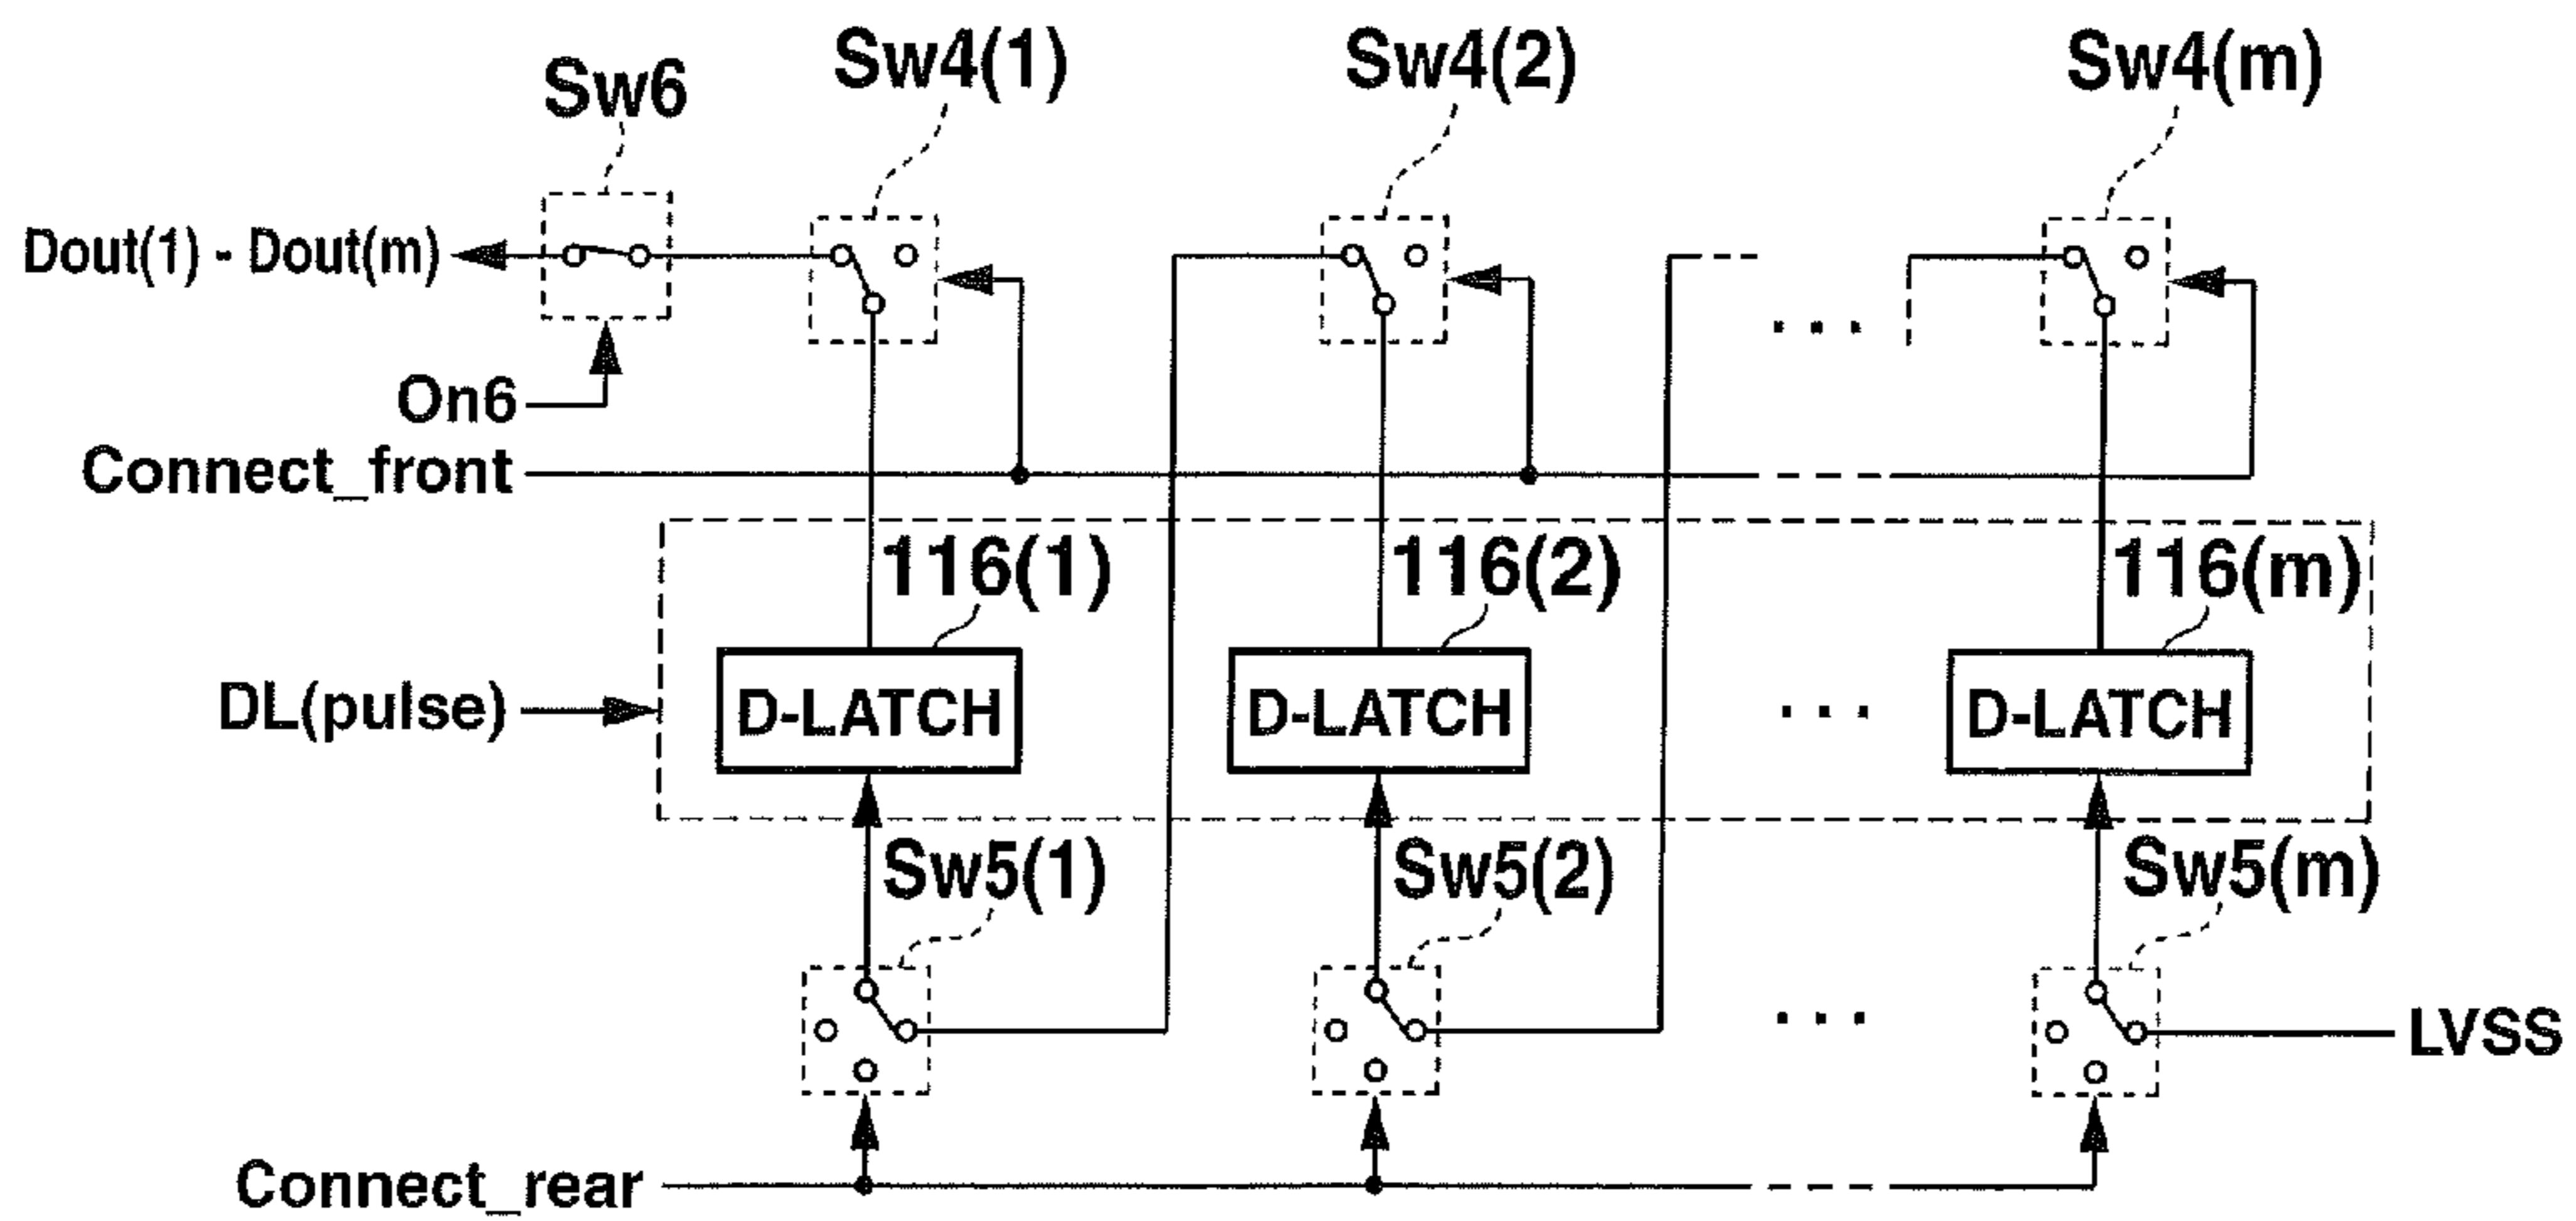 Sw6
Sw4(1)
Sw4(2)
Sw4(m)
Dout(1) - Dout(m)
. . .
On6
Connect_front
116(1)
116(2)
116(m)
DL(pulse)
D-LATCH
D-LATCH
. . .
D-LATCH
Sw5(1)
Sw5(2)
Sw5(m)
. . .
LVSS
Connect_rear